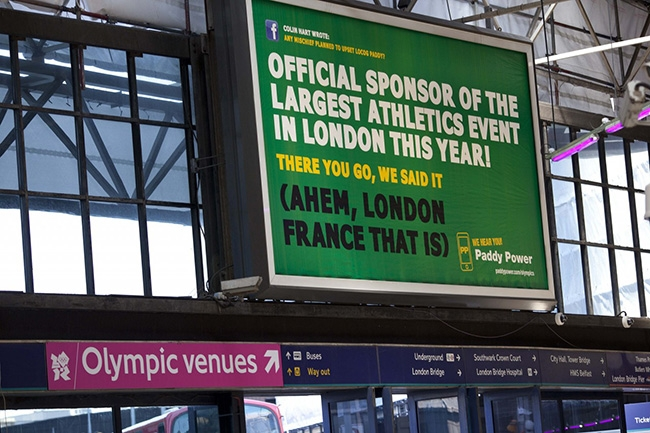 COLIN HART WROTE:
ANY MISCHIEF PLANNED TO UPSET LOCOG PADDY?
OFFICIAL SPONSOR OF THE
LARGEST ATHLETICS EVENT
IN LONDON THIS YEAR!
THERE YOU GO, WE SAID IT
(AHEM, LONDON
FRANCE THAT IS)
PP
WE HEAR YOU!
Paddy Power
paddypower.com/olympics
Olympic venues
Buses
Way out
Underground
London Bridge
Southwark Crown Court
London Bridge Hospital
City Hall, Tower Bridge
HMS Belfast
London Bridge Pier
Ticket